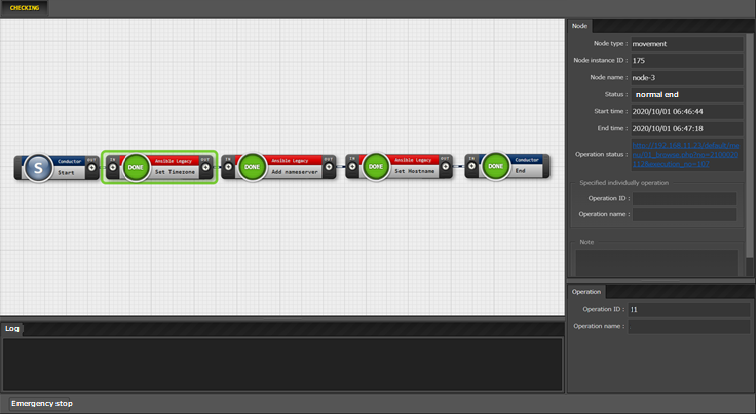 CHECKING
Node
Node type :
movement
Node instance ID :
175
Node name :
node-3
Status :
normal end
Start time :
2020/10/01 06:46:44
End time :
2020/10/01 06:47:18
Operation status :
Specified individually operation
Operation ID :
Operation name :
Note
S
Conductor
OUT
Start
IN
DONE
Ansible Legacy
OUT
Set Timezone
IN
DONE
Ansible Legacy
OUT
Add nameserver
IN
DONE
Ansible Legacy
OUT
Set Hostname
IN
DONE
Conductor
End
Operation
Operation ID :
11
Operation name :
Log
Emergency stop